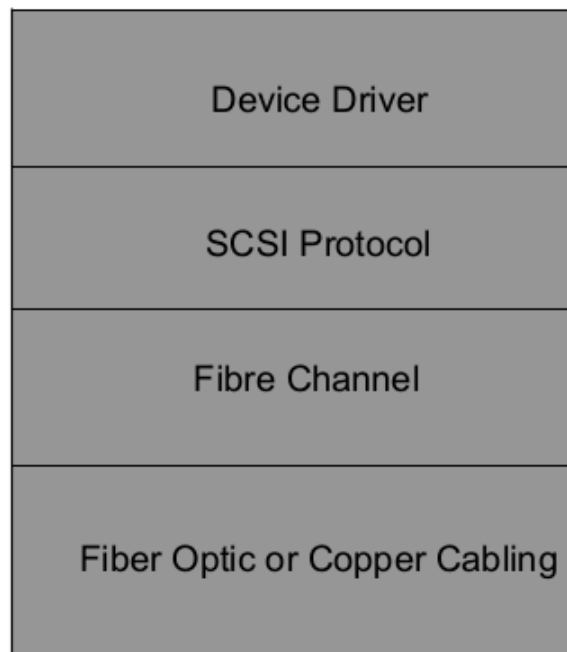 Device Driver
SCSI Protocol
Fibre Channel
Fiber Optic or Copper Cabling